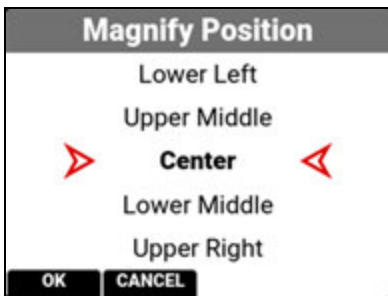 Magnify Position
Lower Left
Upper Middle
Center
Lower Middle
Upper Right
OK CANCEL